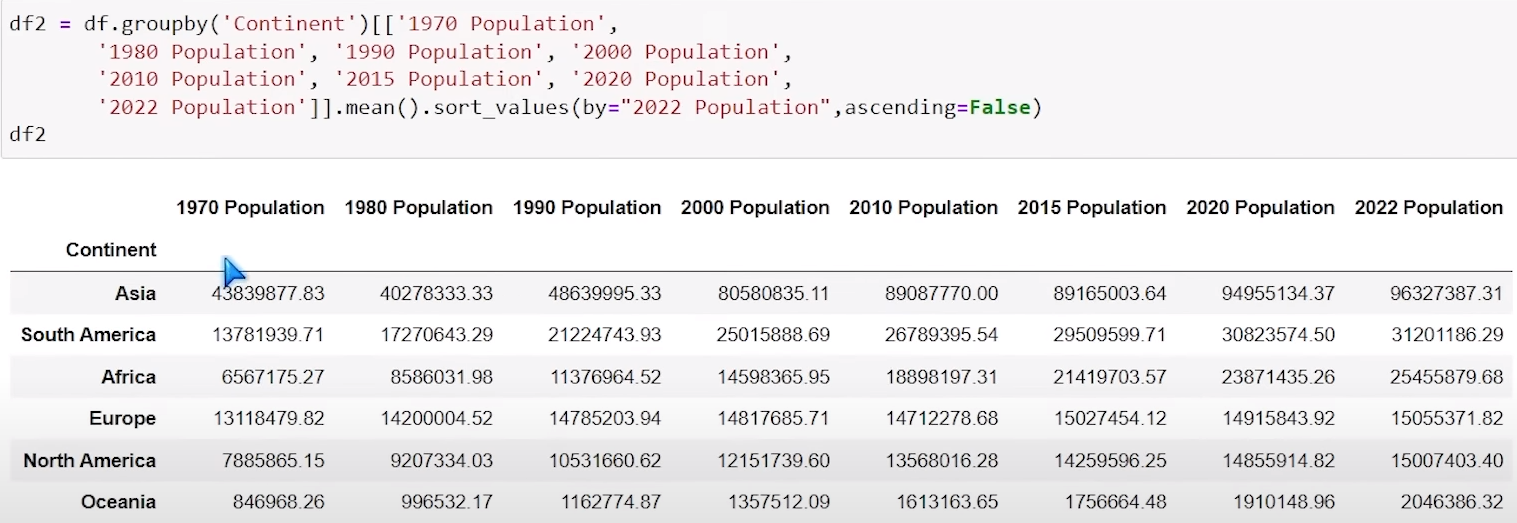 df2 = df.groupby('Continent')[['1970 Population',
'1980 Population', '1990 Population', '2000 Population',
'2010 Population', '2015 Population', '2020 Population',
'2022 Population']].mean().sort_values(by="2022 Population",ascending=False)
df2
1970 Population 1980 Population 1990 Population 2000 Population 2010 Population 2015 Population 2020 Population 2022 Population
Continent
Asia 43839877.83 40278333.33 48639995.33 80580835.11 89087770.00 89165003.64 94955134.37 96327387.31
South America 13781939.71 17270643.29 21224743.93 25015888.69 26789395.54 29509599.71 30823574.50 31201186.29
Africa 6567175.27 8586031.98 11376964.52 14598365.95 18898197.31 21419703.57 23871435.26 25455879.68
Europe 13118479.82 14200004.52 14785203.94 14817685.71 14712278.68 15027454.12 14915843.92 15055371.82
North America 7885865.15 9207334.03 10531660.62 12151739.60 13568016.28 14259596.25 14855914.82 15007403.40
Oceania 846968.26 996532.17 1162774.87 1357512.09 1613163.65 1756664.48 1910148.96 2046386.32